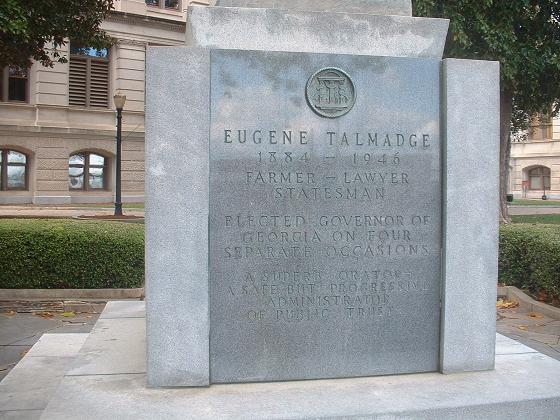 EUGENE TALMADGE
1884 – 1946
FARMER – LAWYER
STATESMAN
ELECTED GOVERNOR OF
GEORGIA ON FOUR
SEPARATE OCCASIONS
A SUPERB ORATOR –
A SAFE BUT PROGRESSIVE
ADMINISTRATOR
OF PUBLIC TRUST